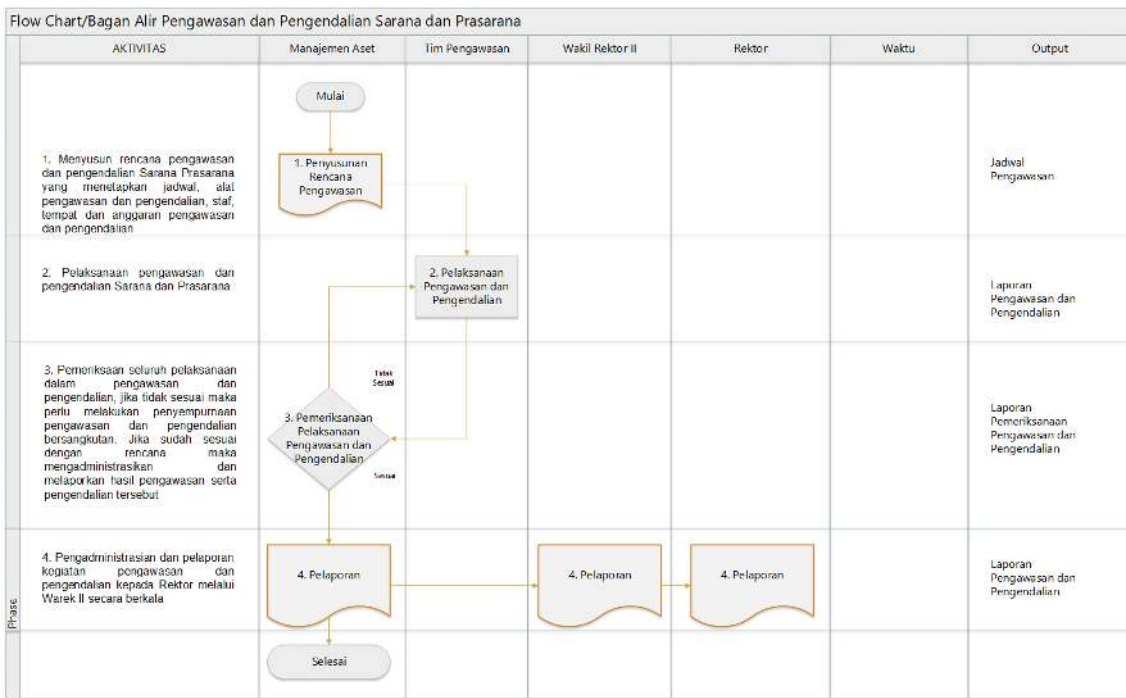 Flow Chart/Bagan Alir Pengawasan dan Pengendalian Sarana dan Prasarana
AKTIVITAS
Manajemen Aset
Tim Pengawasan
Wakil Rektor II
Rektor
Waktu
Output
Mulai
1. Menyusun rencana pengawasan
dan pengendalian Sarana Prasarana
yang menetapkan jadwal, alat
pengawasan dan pengendalian, staf,
tempat dan anggaran pengawasan
dan pengendalian
1. Penyusunan
Rencana
Pengawasan
Jadwal
Pengawasan
2. Pelaksanaan pengawasan dan
pengendalian Sarana dan Prasarana
2. Pelaksanaan
Pengawasan dan
Pengendalian
Laporan
Pengawasan dan
Pengendalian
3. Pemeriksaan seluruh pelaksanaan
dalam pengawasan dan
pengendalian, jika tidak sesuai maka
perlu melakukan penyempurnaan
pengawasan dan pengendalian
bersangkutan. Jika sudah sesuai
dengan rencana maka
mengadministrasikan dan
melaporkan hasil pengawasan serta
pengendalian tersebut
Tidak
Sesuai
3. Pemeriksanaan
Pelaksanaan
Pengawasan dan
Pengendalian
Sesuai
Laporan
Pemeriksanaan
Pengawasan dan
Pengendalian
4. Pengadministrasian dan pelaporan
kegiatan pengawasan dan
pengendalian kepada Rektor melalui
Warek II secara berkala
4. Pelaporan
4. Pelaporan
4. Pelaporan
Laporan
Pengawasan dan
Pengendalian
Phase
Selesai